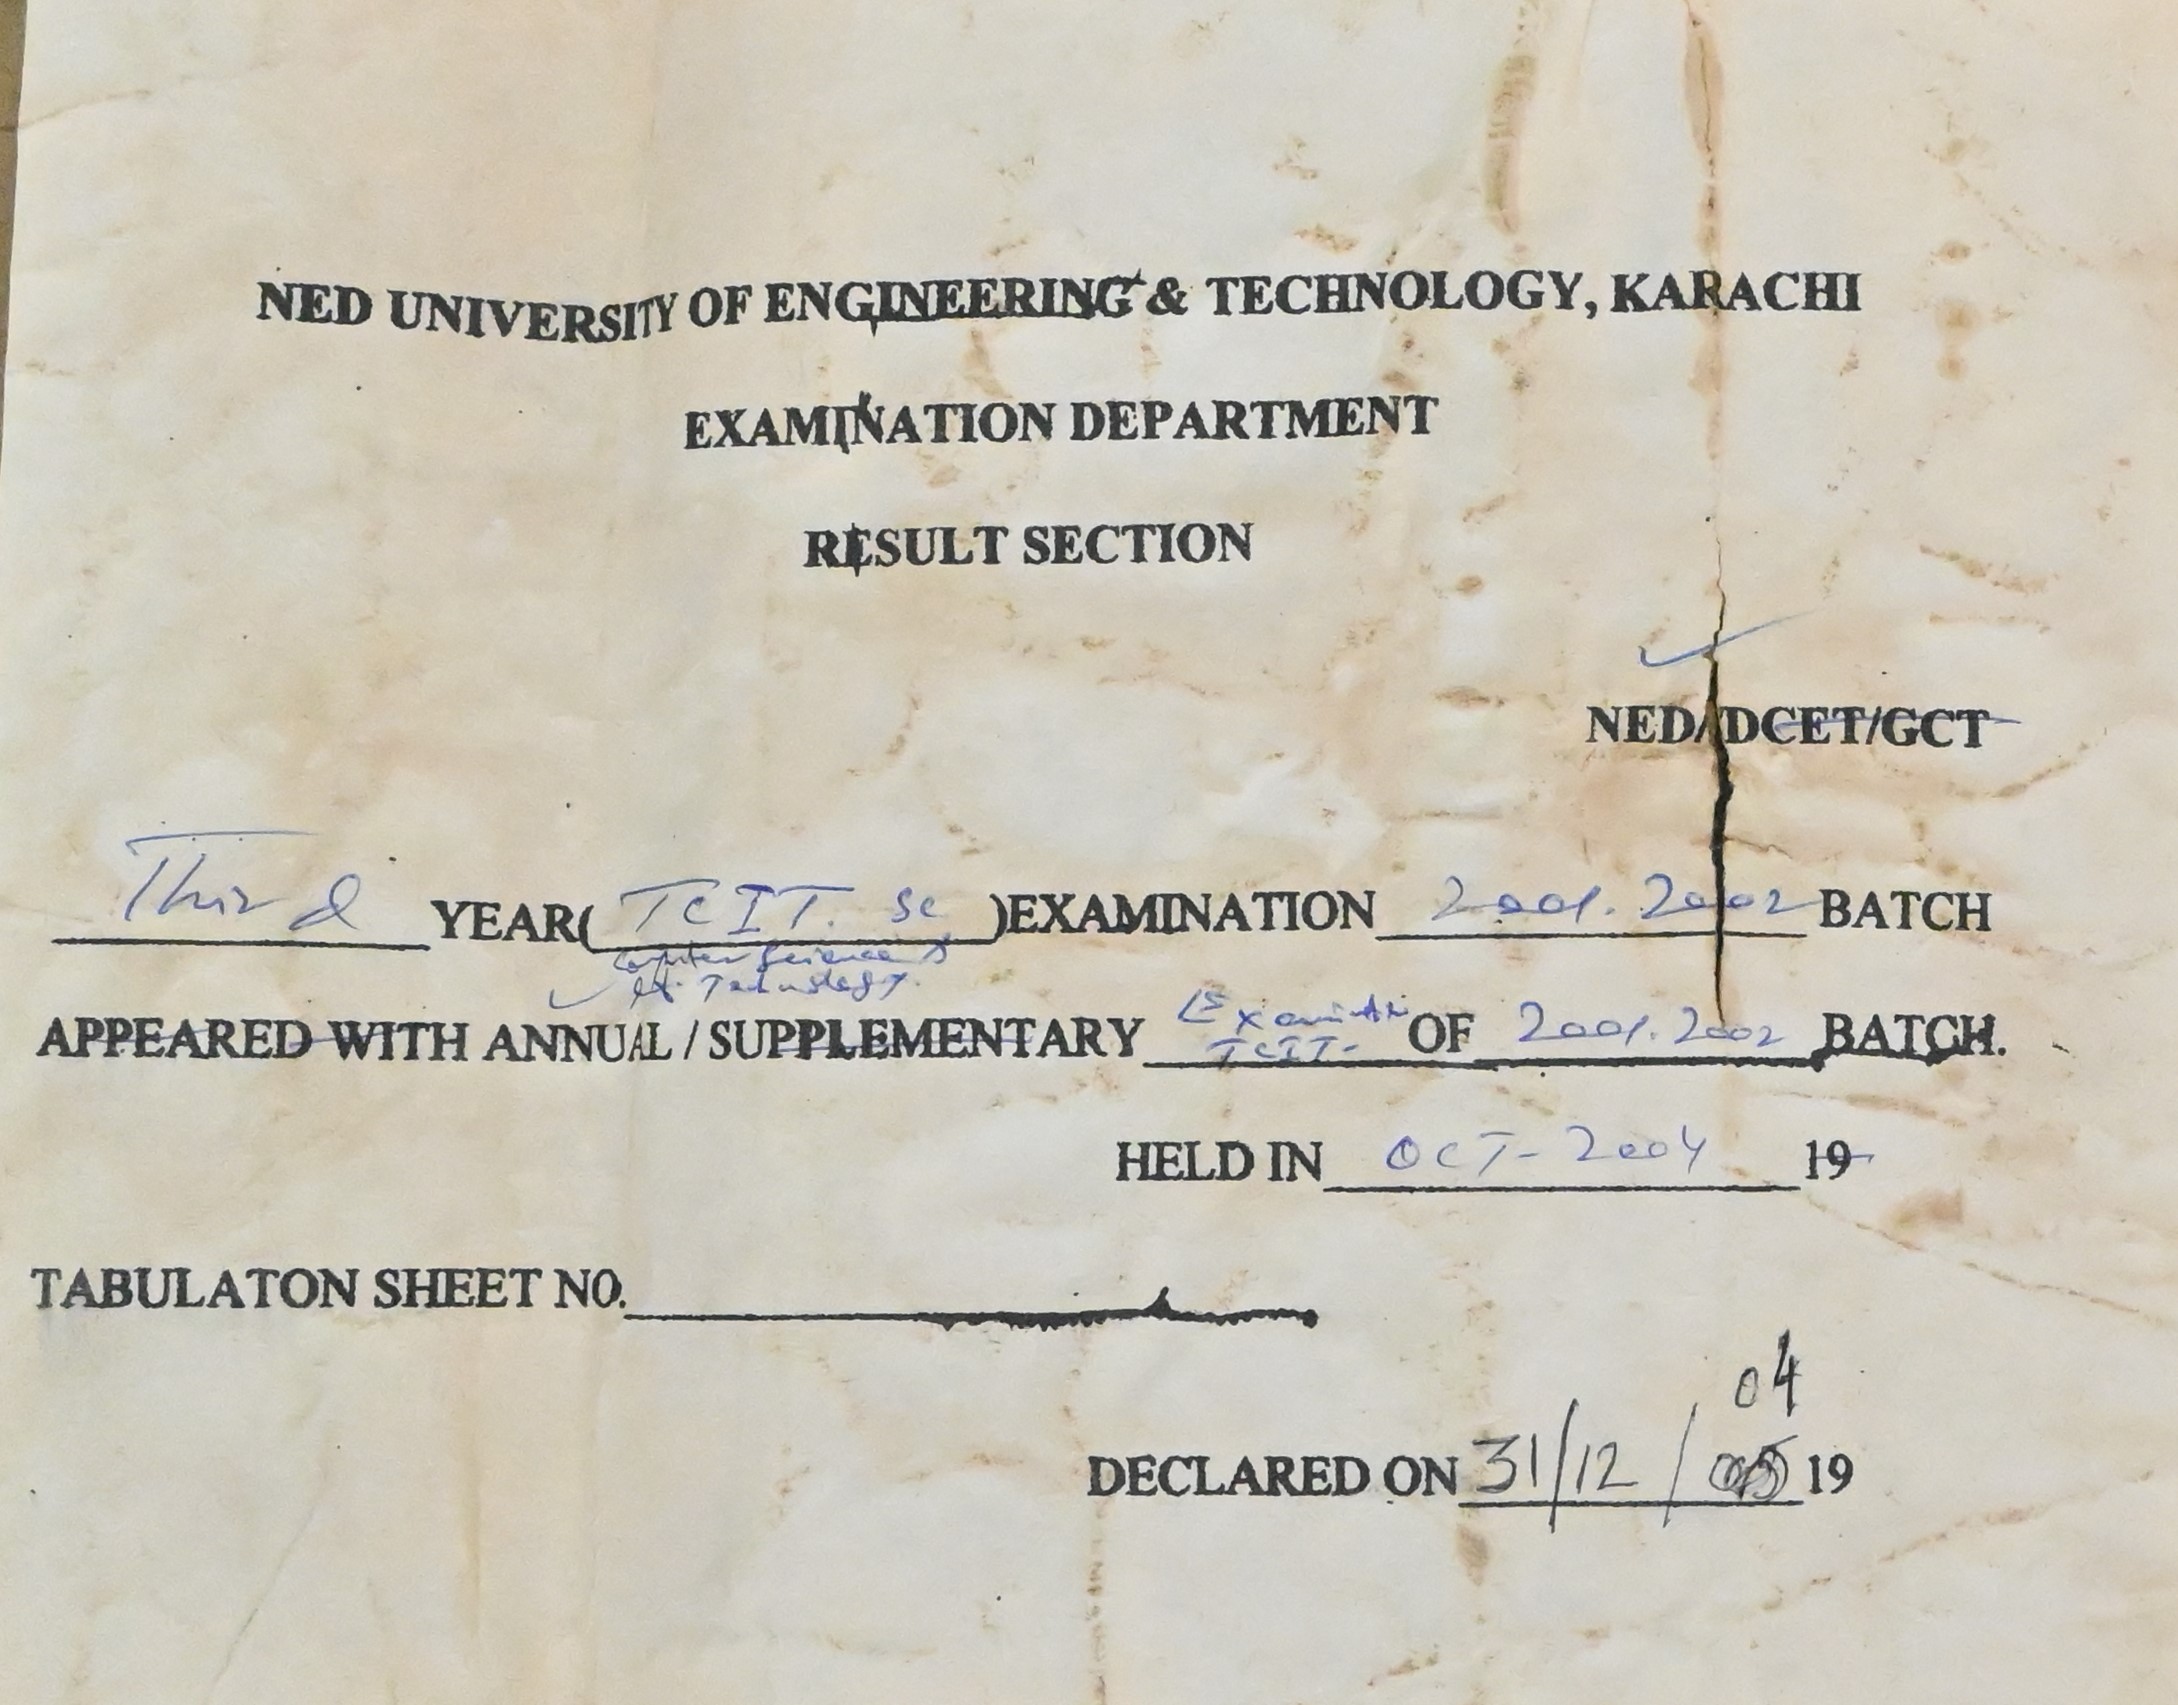 NED UNIVERSITY OF ENGINEERING & TECHNOLOGY, KARACHI
EXAMINATION DEPARTMENT
RESULT SECTION
NED/DCET/GCT
Third YEAR( TCIT. Sc )EXAMINATION 2001.2002 BATCH
Computer Science &
Technology.
APPEARED WITH ANNUAL / SUPPLEMENTARY TCIT- OF 2001.2002 BATCH.
HELD IN OCT-2004 19
TABULATON SHEET NO.
04
DECLARED ON 31/12/ 19